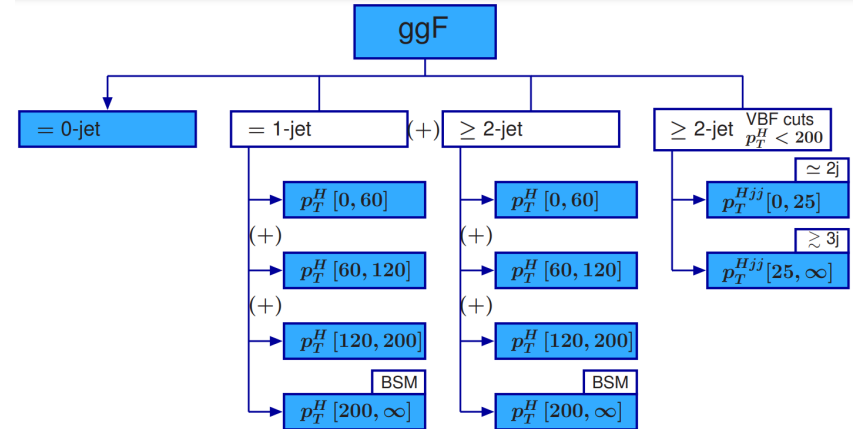 ggF
= 0-jet
= 1-jet
(+)
≥ 2-jet
≥ 2-jet
VBF cuts
p_T^H < 200
p_T^H [0, 60]
(+)
p_T^H [60, 120]
(+)
p_T^H [120, 200]
BSM
p_T^H [200, ∞]
p_T^H [0, 60]
(+)
p_T^H [60, 120]
(+)
p_T^H [120, 200]
BSM
p_T^H [200, ∞]
≃ 2j
p_T^{Hjj} [0, 25]
≳ 3j
p_T^{Hjj} [25, ∞]